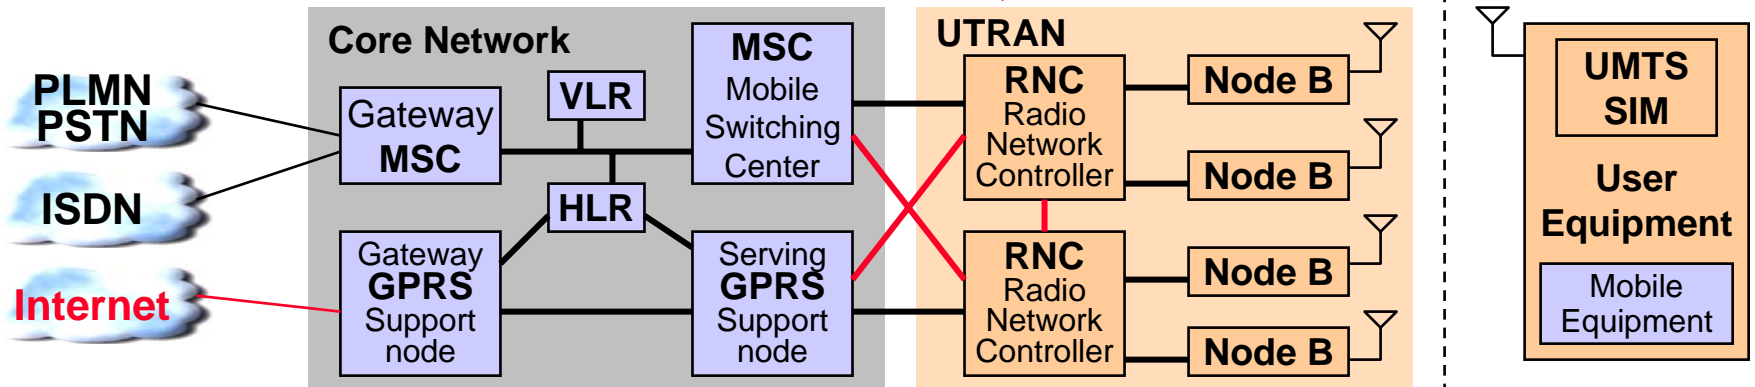 Core Network
UTRAN
PLMN
PSTN
ISDN
Internet
Gateway
MSC
VLR
HLR
MSC
Mobile
Switching
Center
Gateway
GPRS
Support
node
Serving
GPRS
Support
node
RNC
Radio
Network
Controller
RNC
Radio
Network
Controller
Node B
Node B
Node B
Node B
UMTS
SIM
User
Equipment
Mobile
Equipment